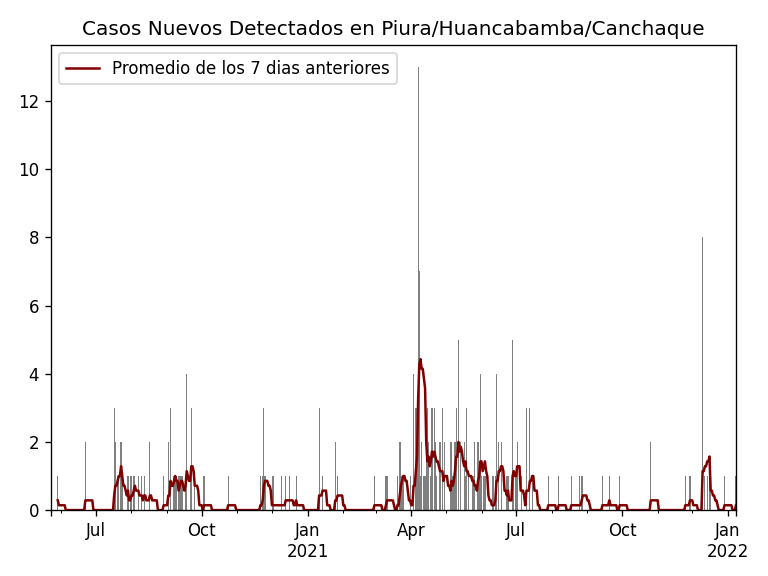 Casos Nuevos Detectados en Piura/Huancabamba/Canchaque
Promedio de los 7 dias anteriores
12
10
8
6
4
2
0
Jul
Oct
Jan
2021
Apr
Jul
Oct
Jan
2022